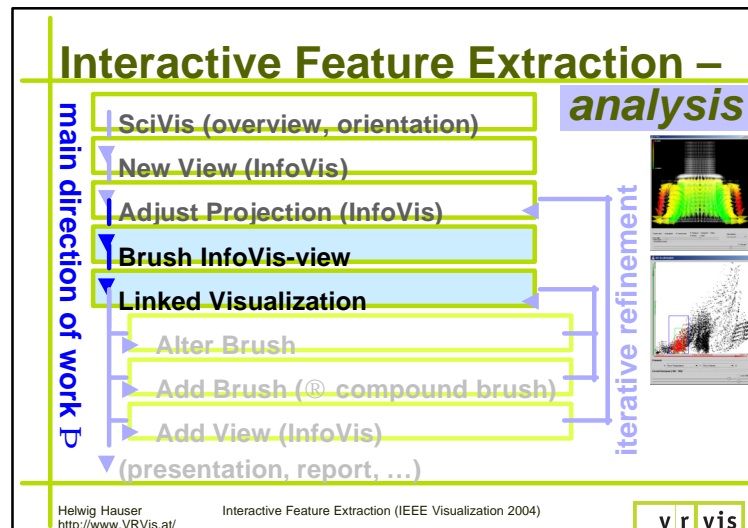 Interactive Feature Extraction –
analysis
main direction of work Þ
SciVis (overview, orientation)
New View (InfoVis)
Adjust Projection (InfoVis)
Brush InfoVis-view
Linked Visualization
Alter Brush
Add Brush (® compound brush)
Add View (InfoVis)
(presentation, report, …)
iterative refinement
Helwig Hauser
http://www.VRVis.at/
Interactive Feature Extraction (IEEE Visualization 2004)
v r vis